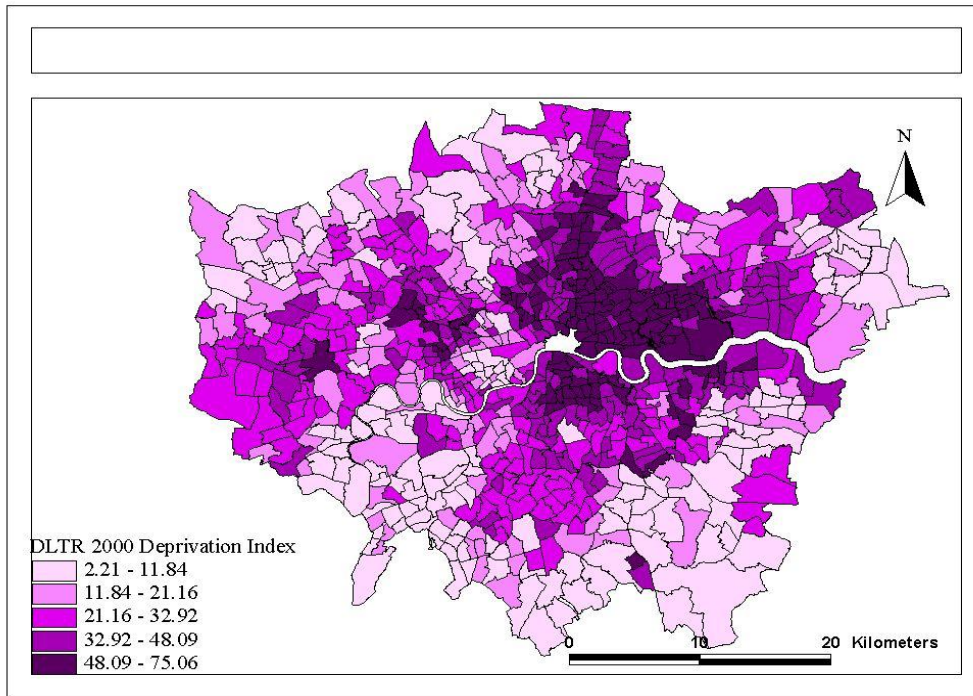 N
DLTR 2000 Deprivation Index
2.21 - 11.84
11.84 - 21.16
21.16 - 32.92
32.92 - 48.09
48.09 - 75.06
0 10 20 Kilometers